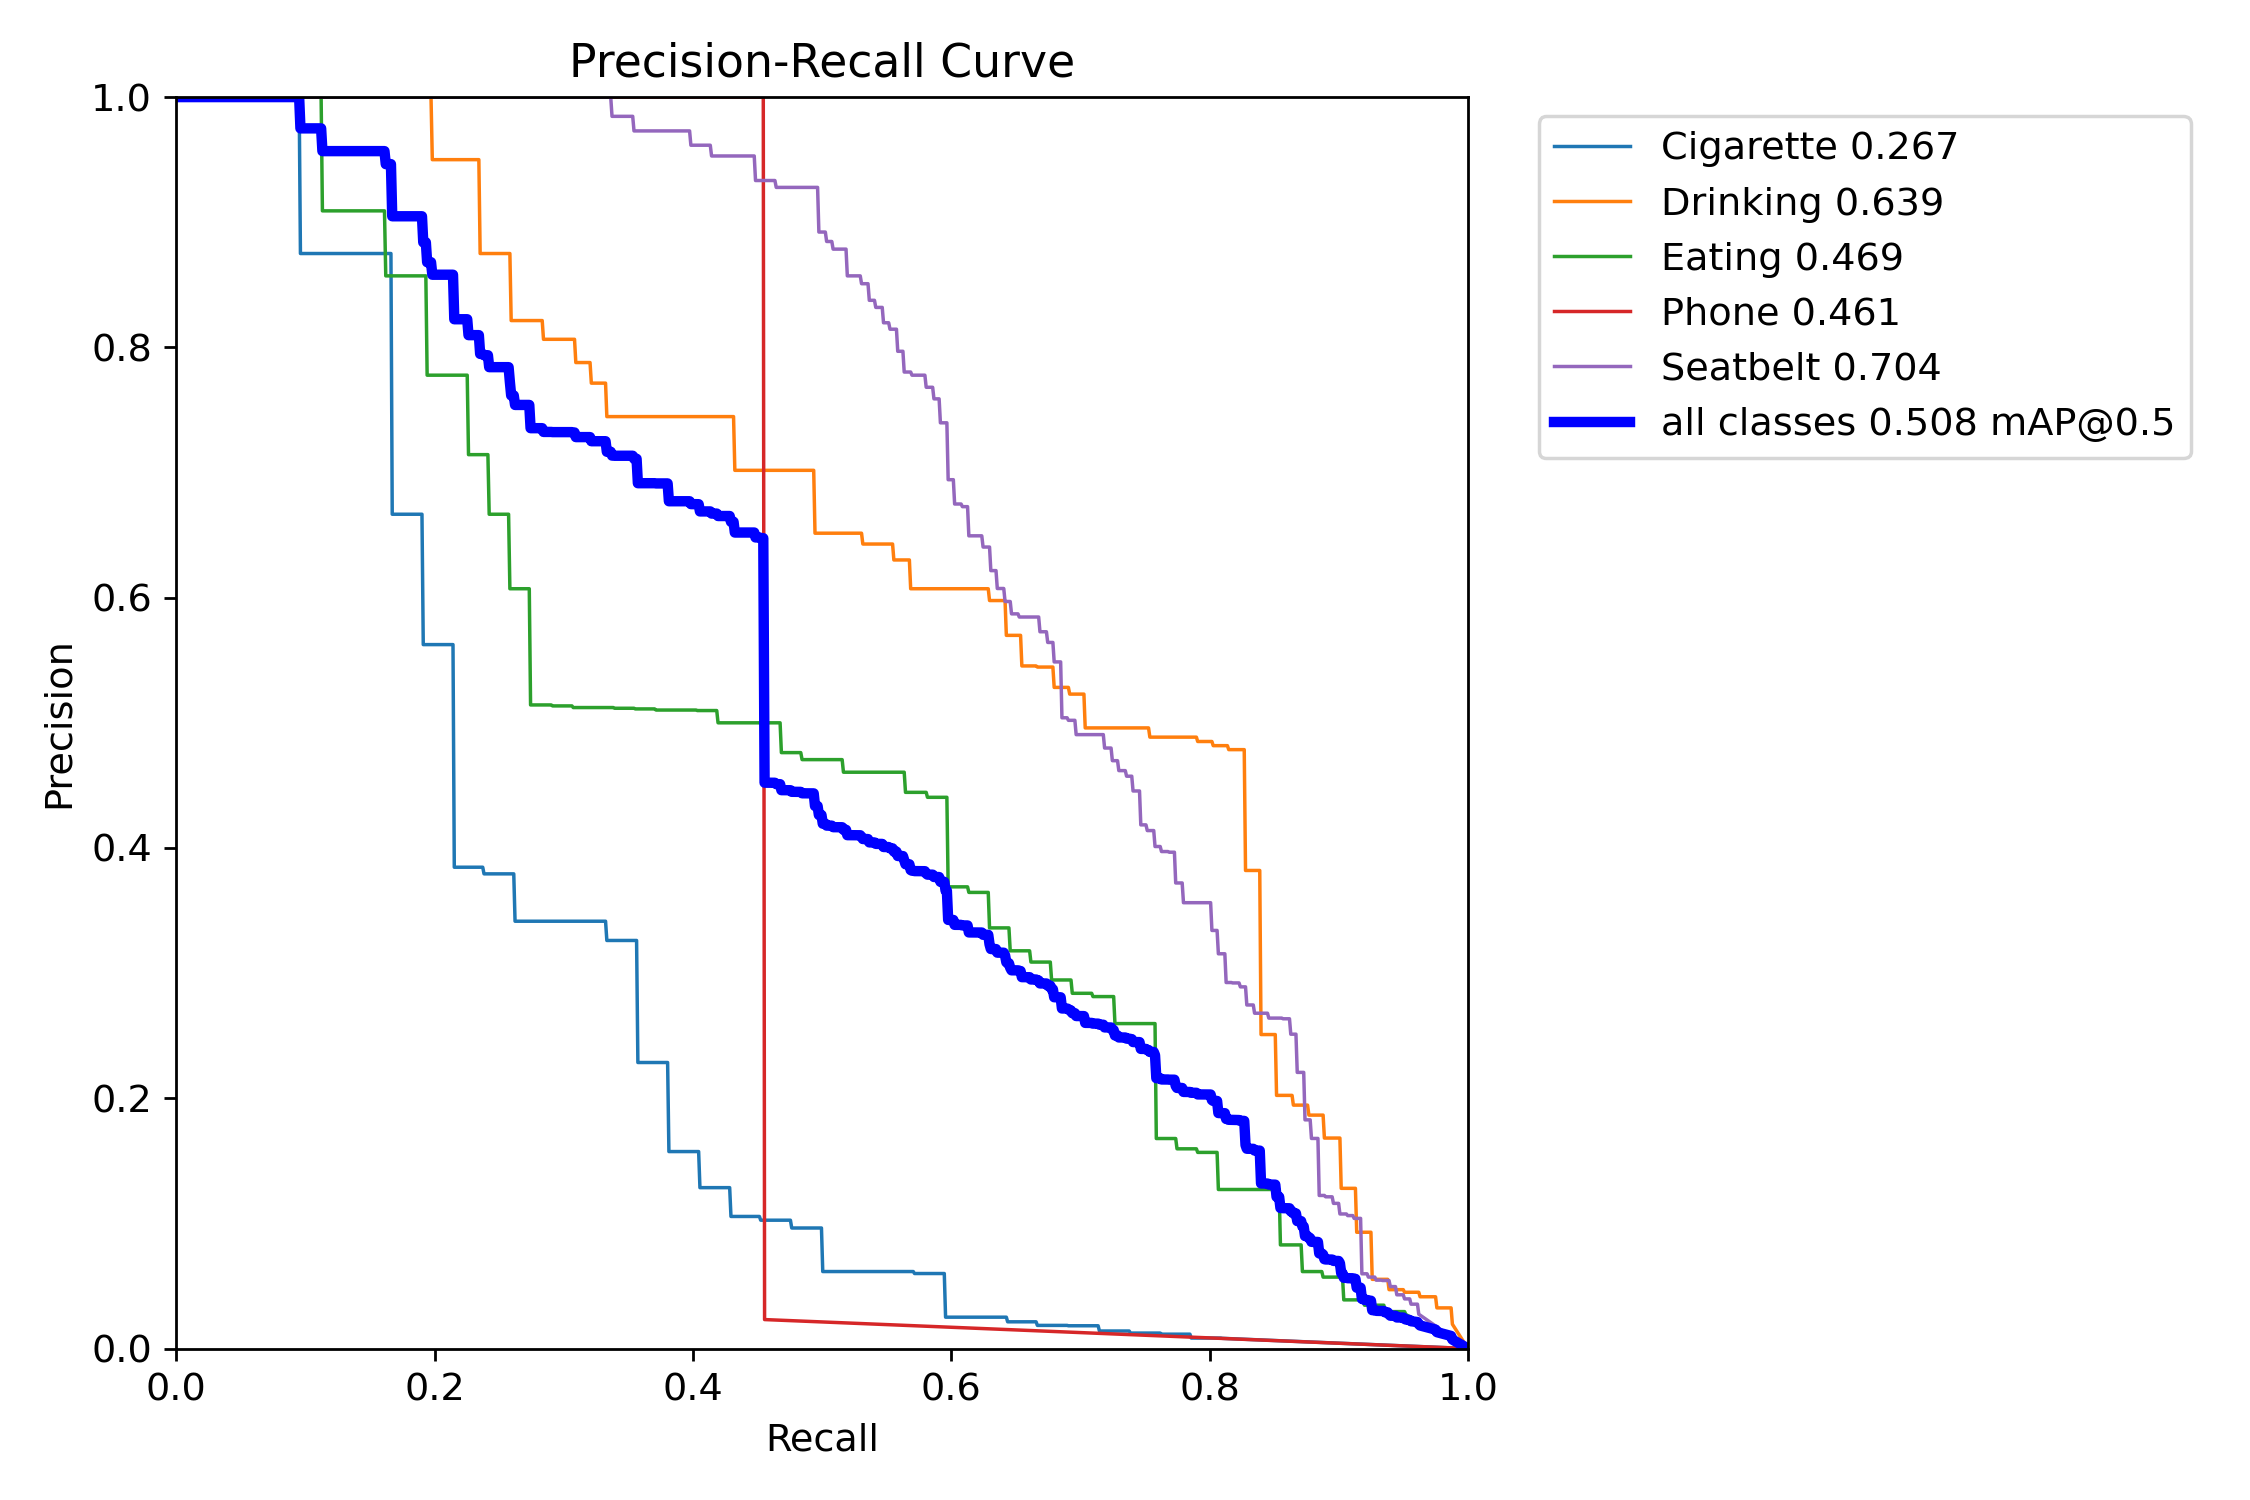 Precision-Recall Curve
1.0
0.8
0.6
0.4
0.2
0.0
Precision
0.0 0.2 0.4 0.6 0.8 1.0
Recall
Cigarette 0.267
Drinking 0.639
Eating 0.469
Phone 0.461
Seatbelt 0.704
all classes 0.508 mAP@0.5